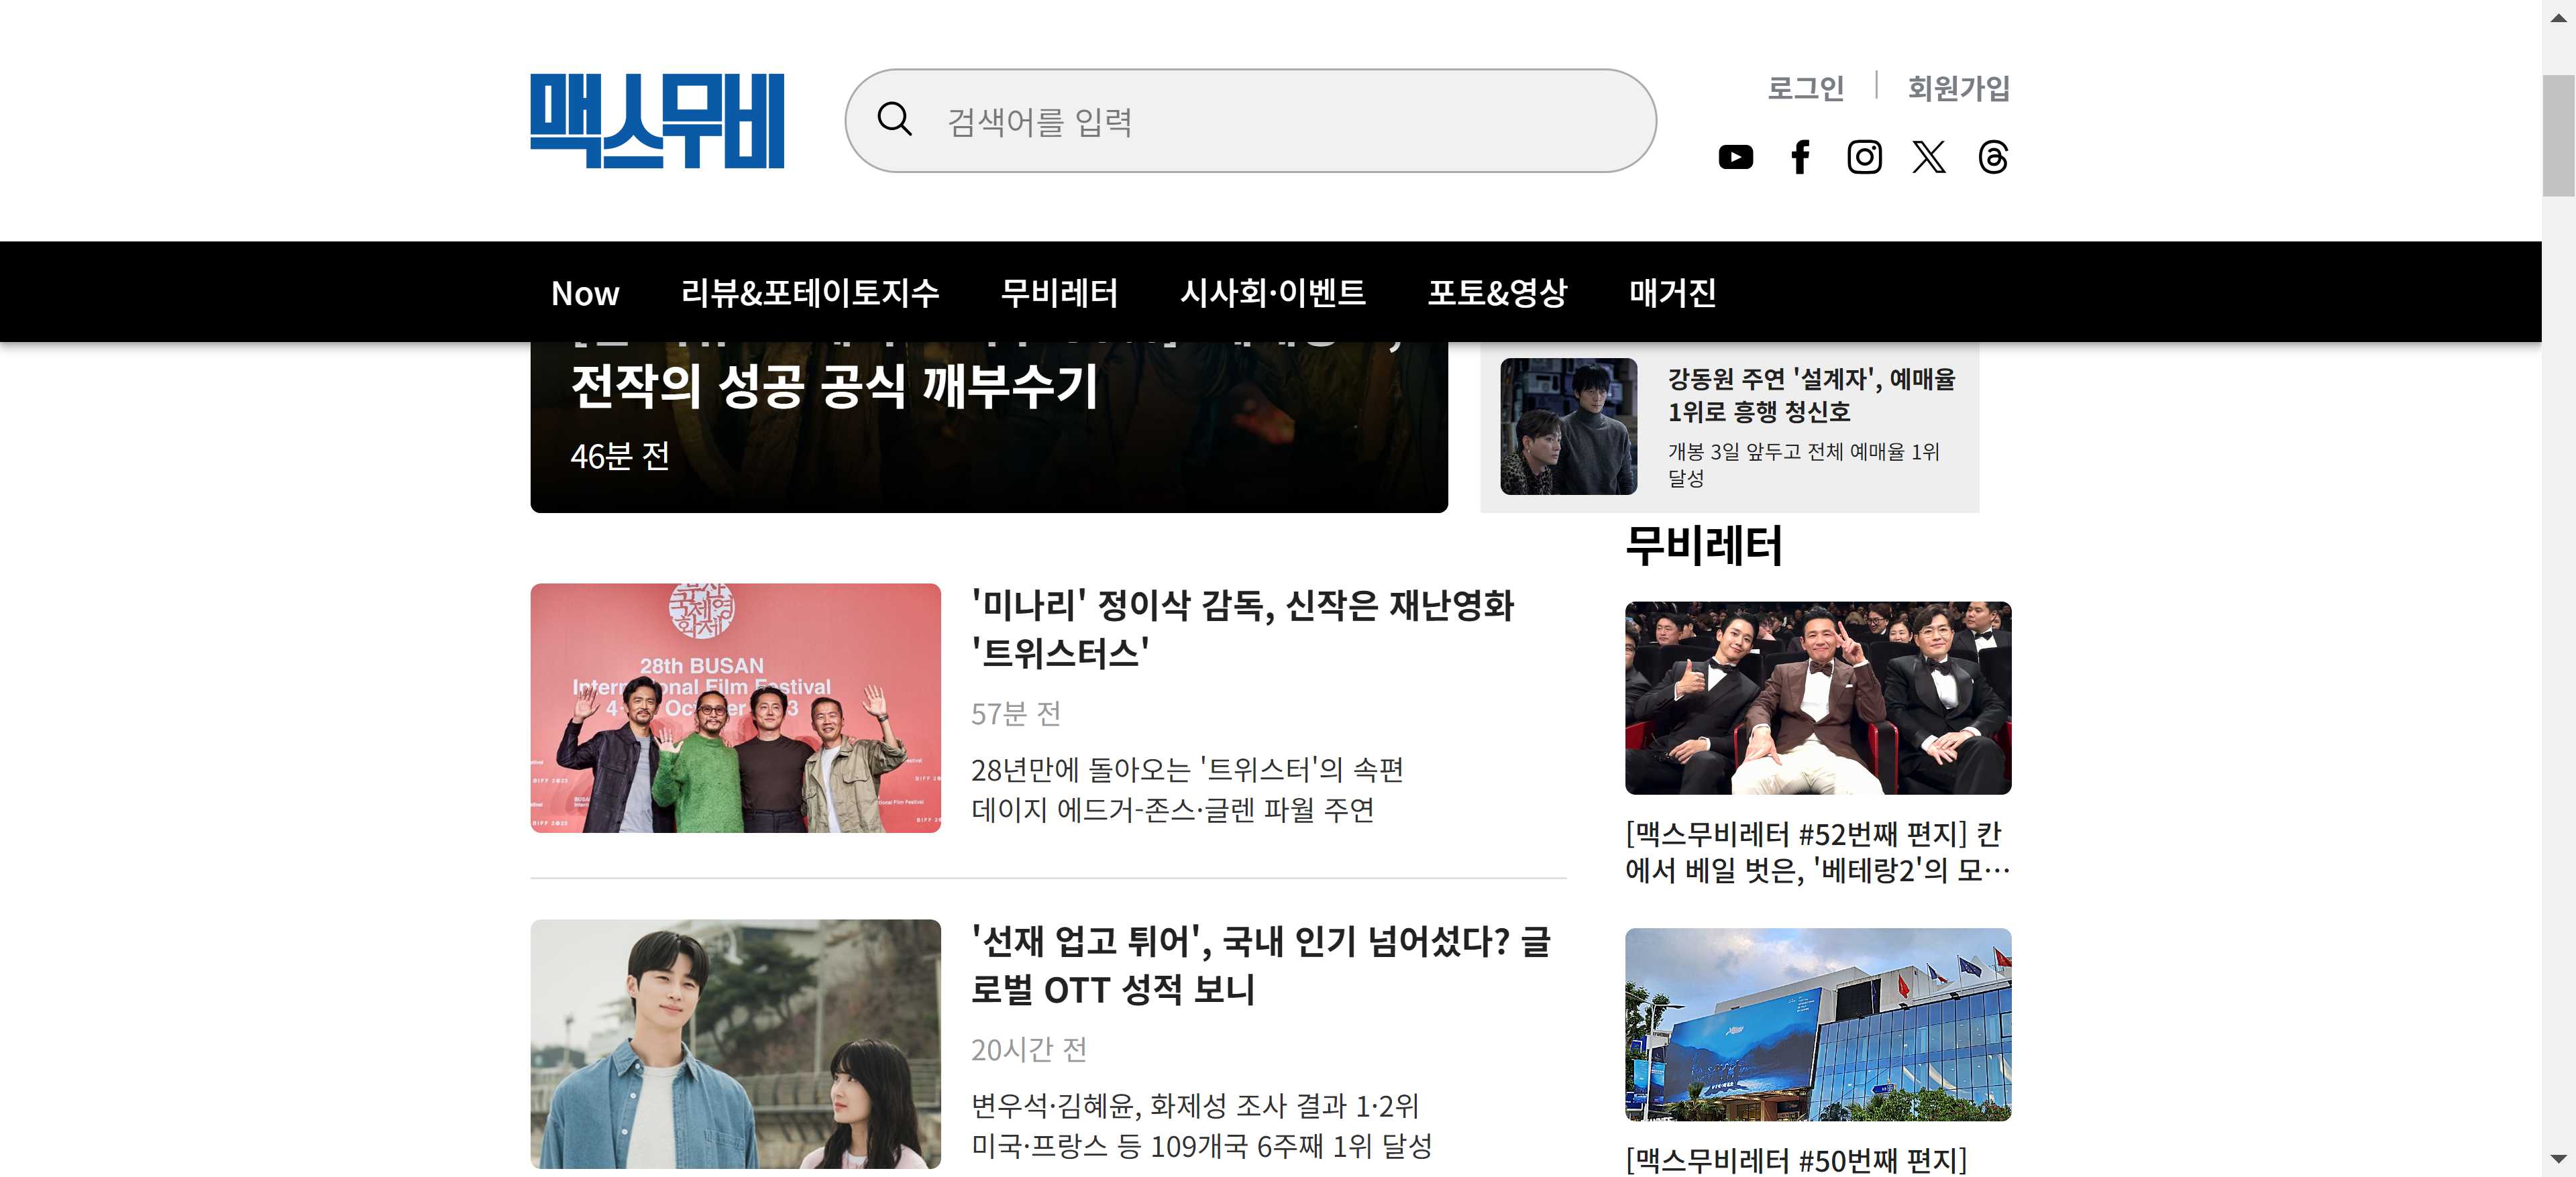 맥스무비
검색어를 입력
로그인
회원가입
Now 리뷰&포테이토지수 무비레터 시사회·이벤트 포토&영상 매거진
전작의 성공 공식 깨부수기
46분 전
강동원 주연 '설계자', 예매율
1위로 흥행 청신호
개봉 3일 앞두고 전체 예매율 1위
달성
'미나리' 정이삭 감독, 신작은 재난영화
'트위스터스'
57분 전
28년만에 돌아오는 '트위스터'의 속편
데이지 에드거-존스·글렌 파월 주연
28th BUSAN
'선재 업고 튀어', 국내 인기 넘어섰다? 글
로벌 OTT 성적 보니
20시간 전
변우석·김혜윤, 화제성 조사 결과 1·2위
미국·프랑스 등 109개국 6주째 1위 달성
무비레터
[맥스무비레터 #52번째 편지] 칸
에서 베일 벗은, '베테랑2'의 모…
[맥스무비레터 #50번째 편지]